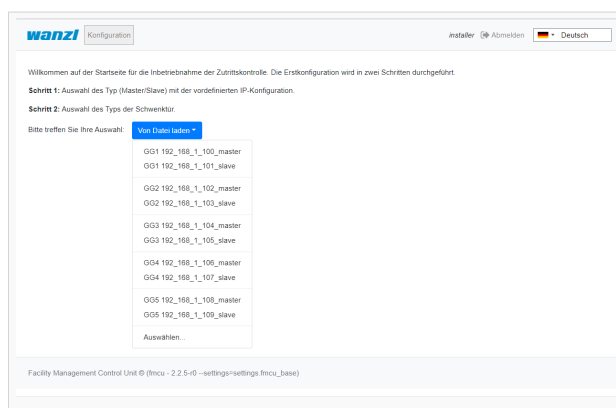 wanzl Konfiguration installer Abmelden Deutsch
Willkommen auf der Startseite für die Inbetriebnahme der Zutrittskontrolle. Die Erstkonfiguration wird in zwei Schritten durchgeführt.
Schritt 1: Auswahl des Typ (Master/Slave) mit der vordefinierten IP-Konfiguration.
Schritt 2: Auswahl des Typs der Schwenktür.
Bitte treffen Sie Ihre Auswahl: Von Datei laden
GG1 192_168_1_100_master
GG1 192_168_1_101_slave
GG2 192_168_1_102_master
GG2 192_168_1_103_slave
GG3 192_168_1_104_master
GG3 192_168_1_105_slave
GG4 192_168_1_106_master
GG4 192_168_1_107_slave
GG5 192_168_1_108_master
GG5 192_168_1_109_slave
Auswählen...
Facility Management Control Unit © (fmcu - 2.2.5-r0 --settings=settings.fmcu_base)